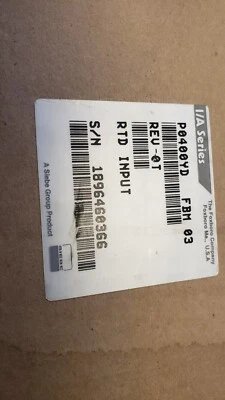 I/A Series
The Foxboro Company
Foxboro Ma., U.S.A
P0400YD FBM 03
REV-0T
RTD INPUT
S/N 1896460366
A Siebe Group Product